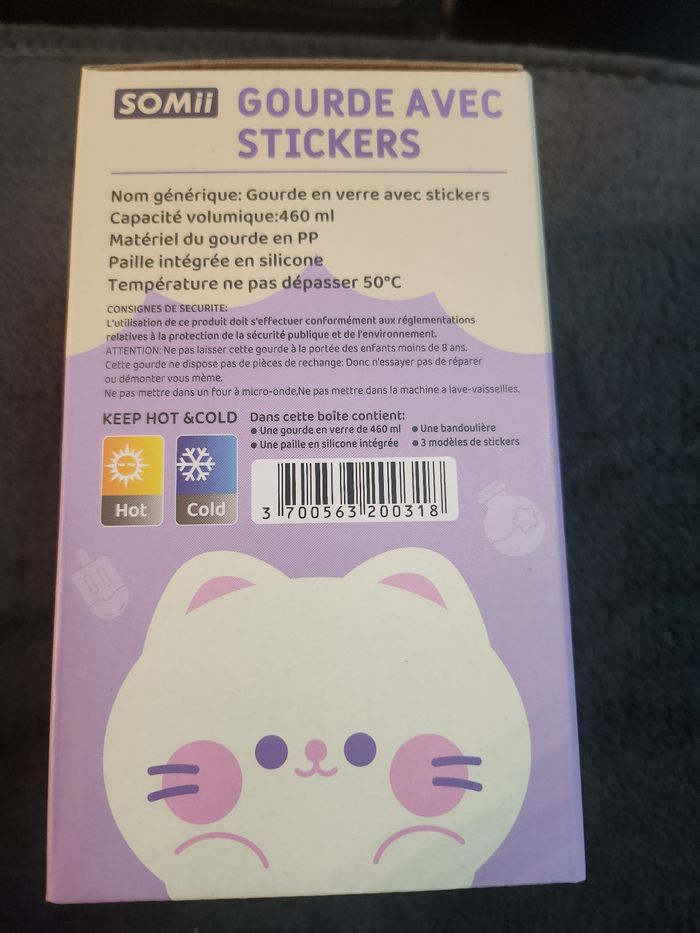 SOMii GOURDE AVEC
STICKERS
Nom générique: Gourde en verre avec stickers
Capacité volumique:460 ml
Matériel du gourde en PP
Paille intégrée en silicone
Température ne pas dépasser 50°C
CONSIGNES DE SECURITE:
L'utilisation de ce produit doit s'effectuer conformément aux réglementations
relatives à la protection de la sécurité publique et de l'environement.
ATTENTION: Ne pas laisser cette gourde à la portée des enfants moins de 8 ans.
Cette gourde ne dispose pas de pièces de rechange: Donc n'essayer pas de réparer
ou démonter vous mème.
Ne pas mettre dans un four à micro-onde,Ne pas mettre dans la machine a lave-vaisseilles.
KEEP HOT &COLD
Hot
Cold
Dans cette boîte contient:
● Une gourde en verre de 460 ml ● Une bandoulière
● Une paille en silicone intégrée ● 3 modèles de stickers
3 700563 200318